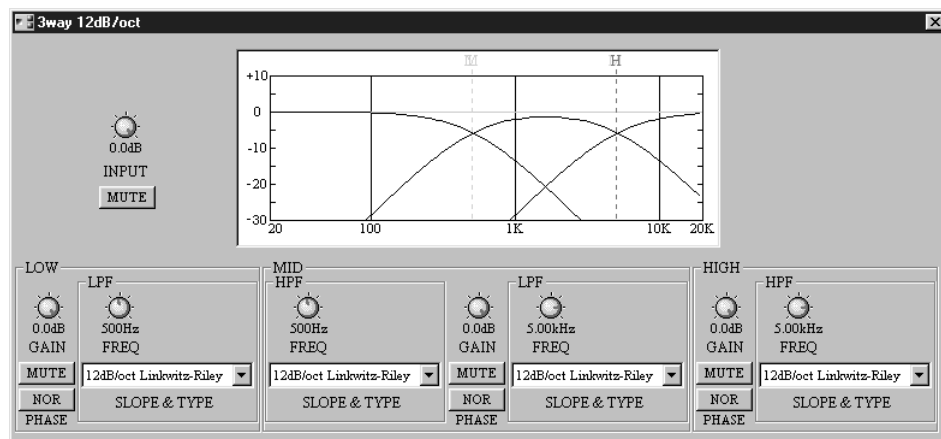 3way 12dB/oct
M H
+10
0
-10
-20
-30
20 100 1K 10K 20K
0.0dB
INPUT
MUTE
LOW
LPF
0.0dB 500Hz
GAIN FREQ
MUTE 12dB/oct Linkwitz-Riley
NOR SLOPE & TYPE
PHASE
MID
HPF
500Hz
FREQ
12dB/oct Linkwitz-Riley
SLOPE & TYPE
LPF
0.0dB 5.00kHz
GAIN FREQ
MUTE 12dB/oct Linkwitz-Riley
NOR SLOPE & TYPE
PHASE
HIGH
HPF
0.0dB 5.00kHz
GAIN FREQ
MUTE 12dB/oct Linkwitz-Riley
NOR SLOPE & TYPE
PHASE